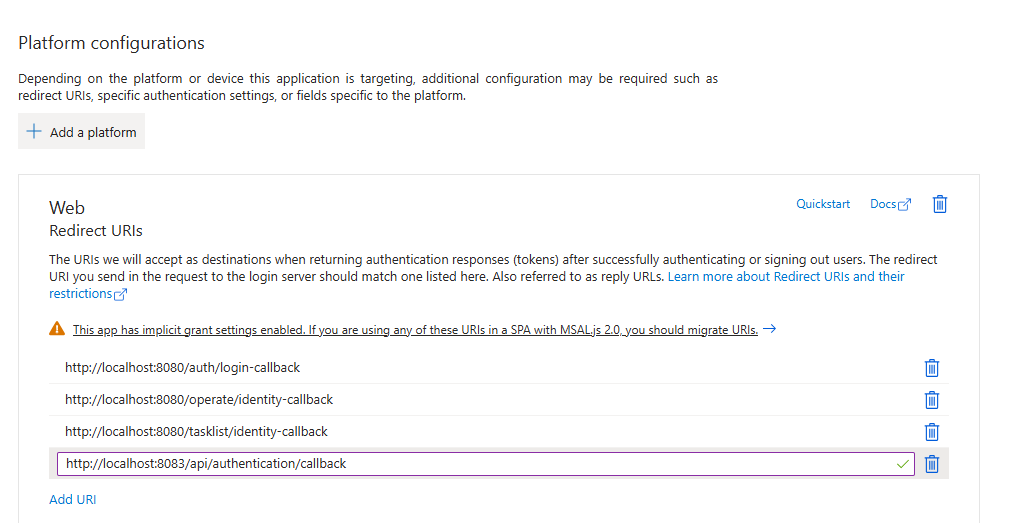 Platform configurations
Depending on the platform or device this application is targeting, additional configuration may be required such as
redirect URIs, specific authentication settings, or fields specific to the platform.
Add a platform
Web
Quickstart
Docs
Redirect URIs
The URIs we will accept as destinations when returning authentication responses (tokens) after successfully authenticating or signing out users. The redirect
URI you send in the request to the login server should match one listed here. Also referred to as reply URLs. Learn more about Redirect URIs and their
restrictions
This app has implicit grant settings enabled. If you are using any of these URIs in a SPA with MSAL.js 2.0, you should migrate URIs.
http://localhost:8080/auth/login-callback
http://localhost:8080/operate/identity-callback
http://localhost:8080/tasklist/identity-callback
http://localhost:8083/api/authentication/callback
Add URI